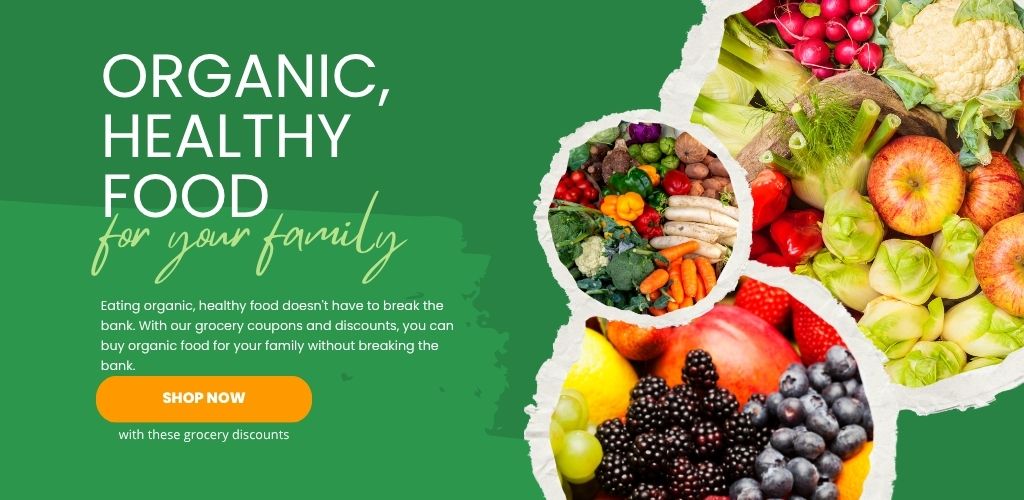 ORGANIC,
HEALTHY
FOOD
for your family
Eating organic, healthy food doesn't have to break the
bank. With our grocery coupons and discounts, you can
buy organic food for your family without breaking the
bank.
SHOP NOW
with these grocery discounts